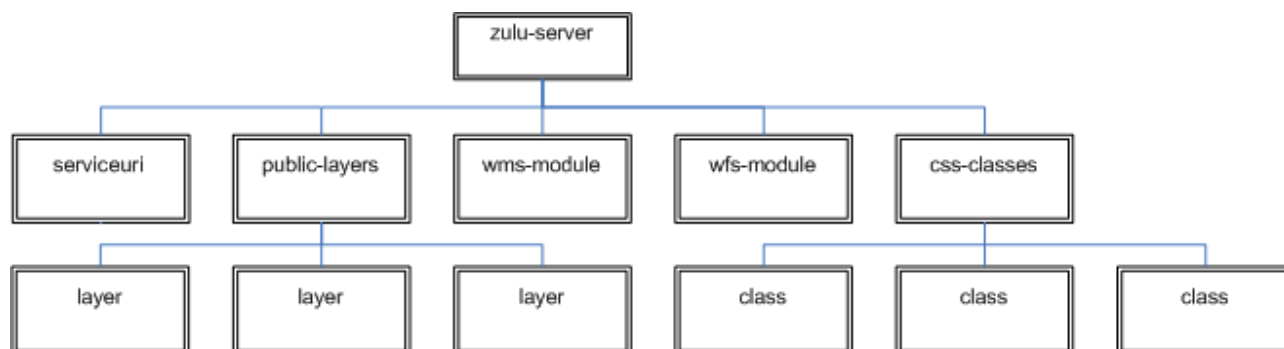 zulu-server
serviceuri
public-layers
wms-module
wfs-module
css-classes
layer
layer
layer
class
class
class